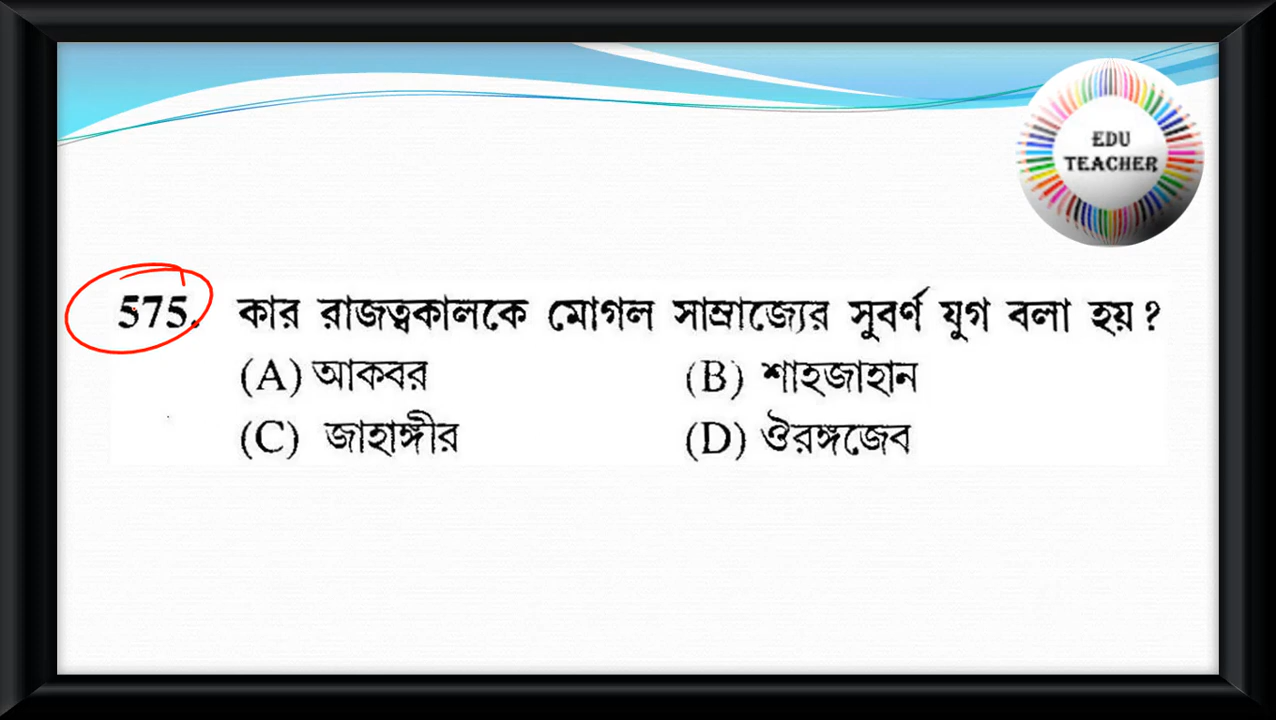 EDU
TEACHER
575. কার রাজত্বকালকে মোগল সাম্রাজ্যের সুবর্ণ যুগ বলা হয় ?
(A) আকবর (B) শাহজাহান
(C) জাহাঙ্গীর (D) ঔরঙ্গজেব